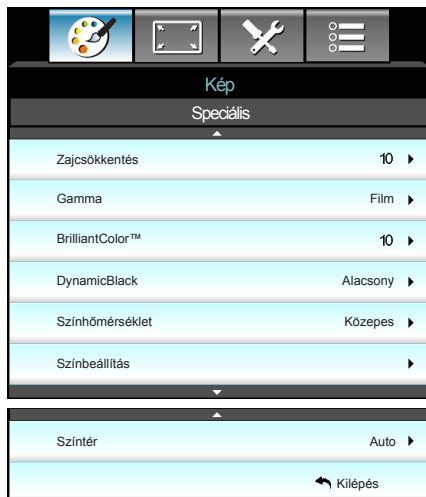 Kép
Speciális
Zajcsökkentés 10
Gamma Film
BrilliantColor™ 10
DynamicBlack Alacsony
Színhőmérséklet Közepes
Színbeállítás
Színtér Auto
Kilépés